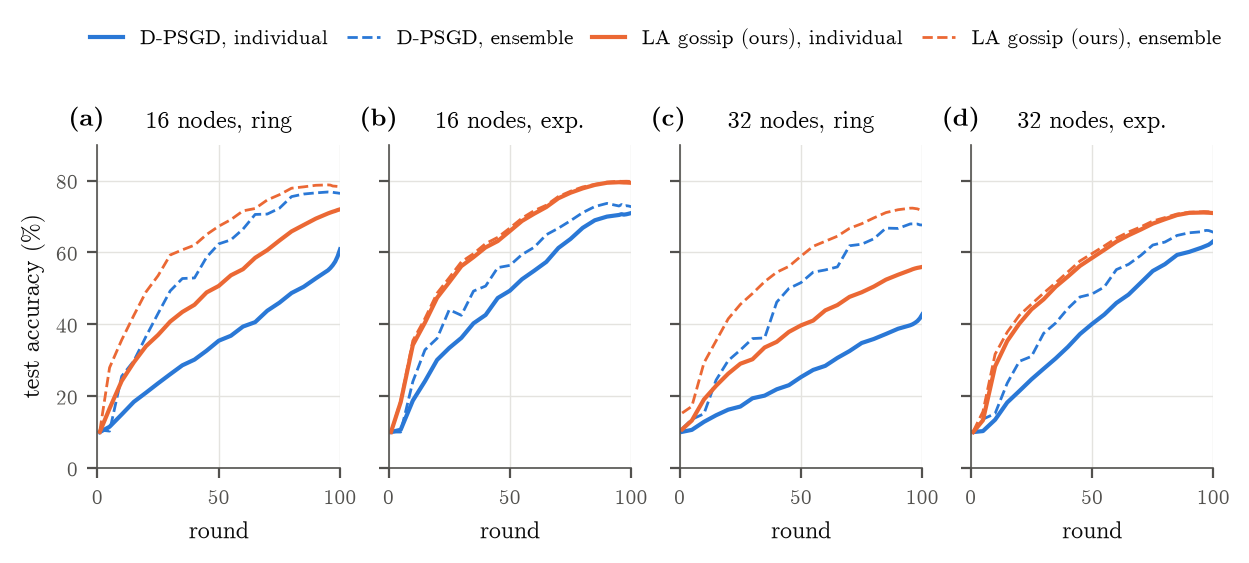 D-PSGD, individual D-PSGD, ensemble LA gossip (ours), individual LA gossip (ours), ensemble
(a) 16 nodes, ring
(b) 16 nodes, exp.
(c) 32 nodes, ring
(d) 32 nodes, exp.
test accuracy (%)
80
60
40
20
0
0 50 100
0 50 100
0 50 100
0 50 100
round
round
round
round